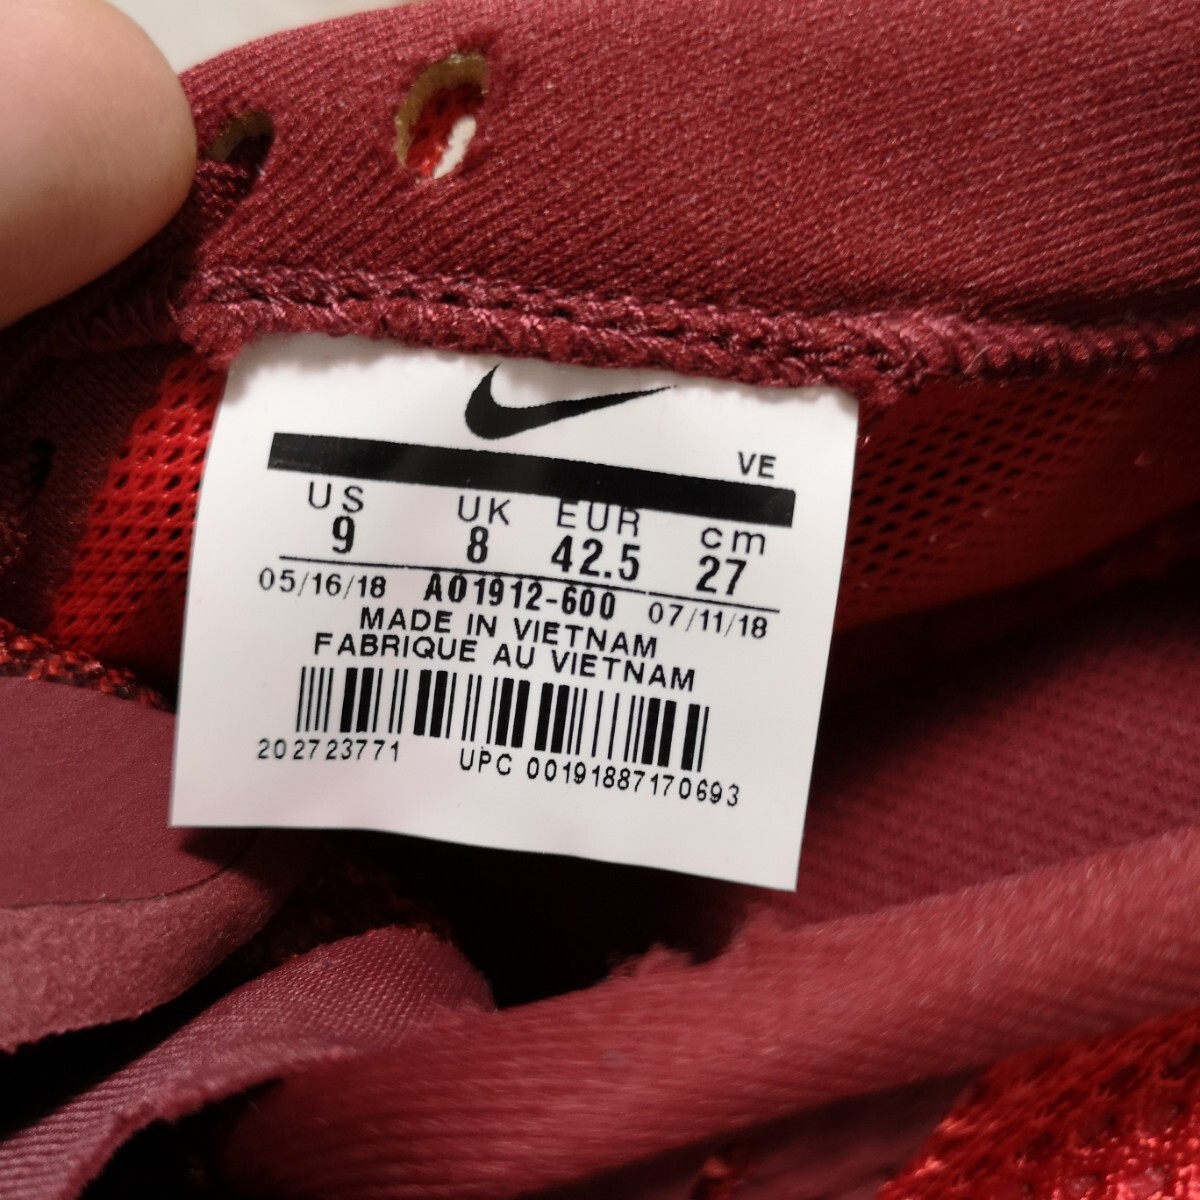 VE
US UK EUR cm
9 8 42.5 27
05/16/18 AO1912-600 07/11/18
MADE IN VIETNAM
FABRIQUE AU VIETNAM
202723771 UPC 00191887170693